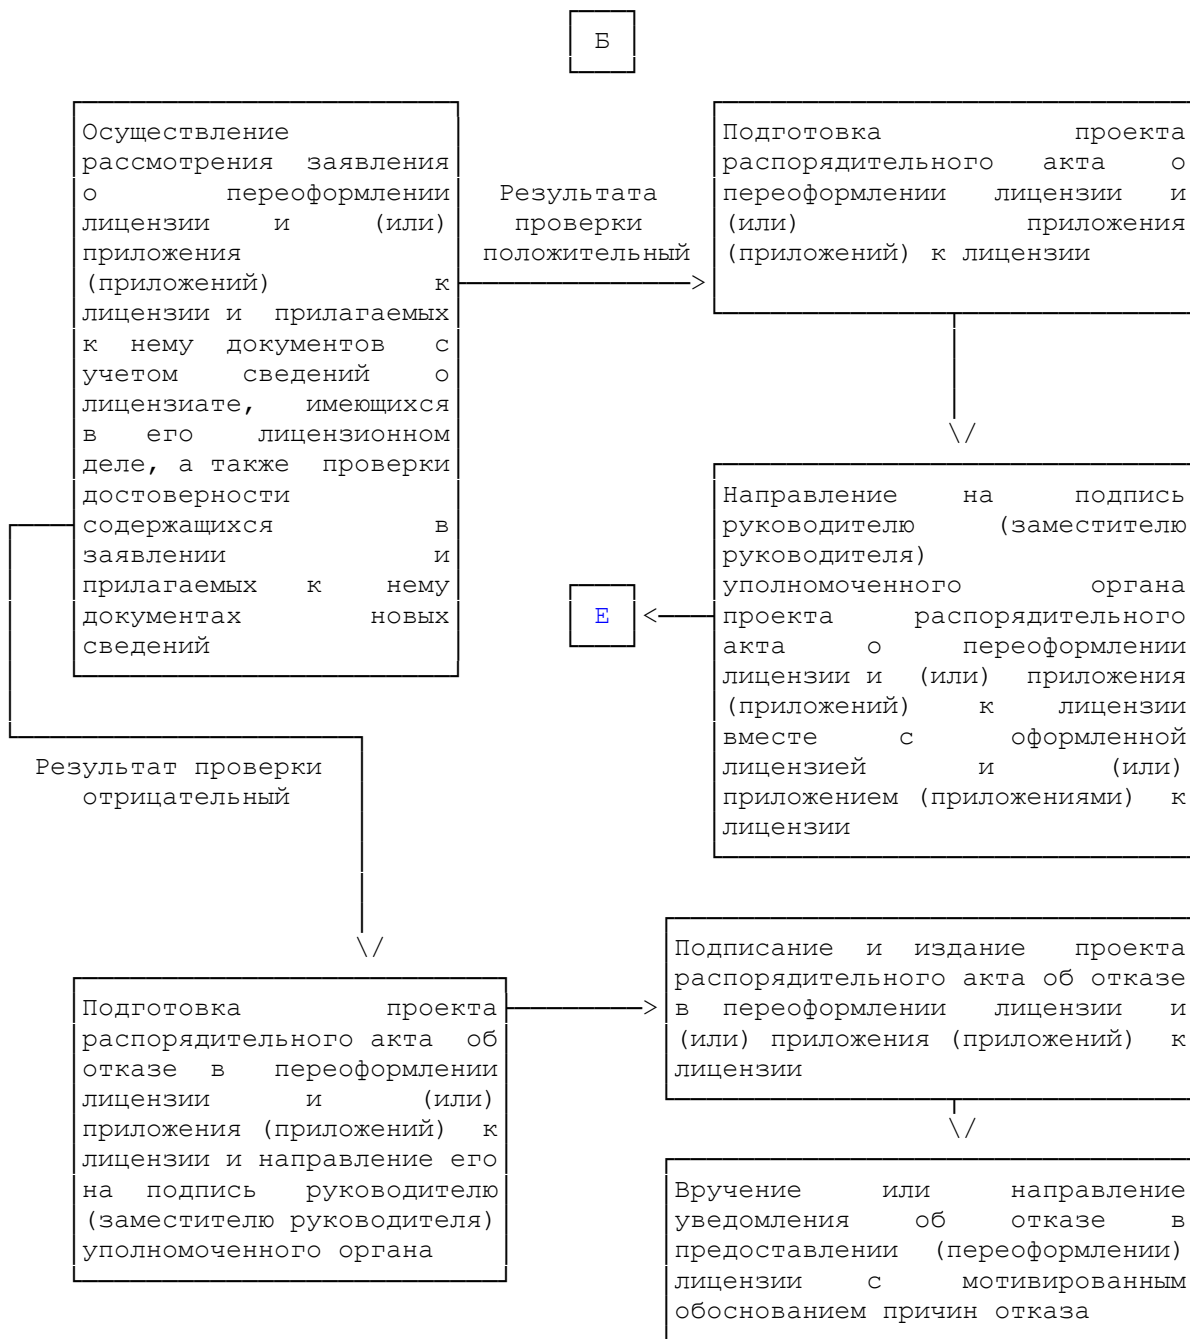 Б
Осуществление
рассмотрения заявления
о переоформлении
лицензии и (или)
приложения
(приложений) к
лицензии и прилагаемых
к нему документов с
учетом сведений о
лицензиате, имеющихся
в его лицензионном
деле, а также проверки
достоверности
содержащихся в
заявлении и
прилагаемых к нему
документах новых
сведений
Результата
проверки
положительный
Подготовка проекта
распорядительного акта о
переоформлении лицензии и
(или) приложения
(приложений) к лицензии
Направление на подпись
руководителю (заместителю
руководителя)
уполномоченного органа
проекта распорядительного
акта о переоформлении
лицензии и (или) приложения
(приложений) к лицензии
вместе с оформленной
лицензией и (или)
приложением (приложениями) к
лицензии
Е
Результат проверки
отрицательный
Подготовка проекта
распорядительного акта об
отказе в переоформлении
лицензии и (или)
приложения (приложений) к
лицензии и направление его
на подпись руководителю
(заместителю руководителя)
уполномоченного органа
Подписание и издание проекта
распорядительного акта об отказе
в переоформлении лицензии и
(или) приложения (приложений) к
лицензии
Вручение или направление
уведомления об отказе в
предоставлении (переоформлении)
лицензии с мотивированным
обоснованием причин отказа